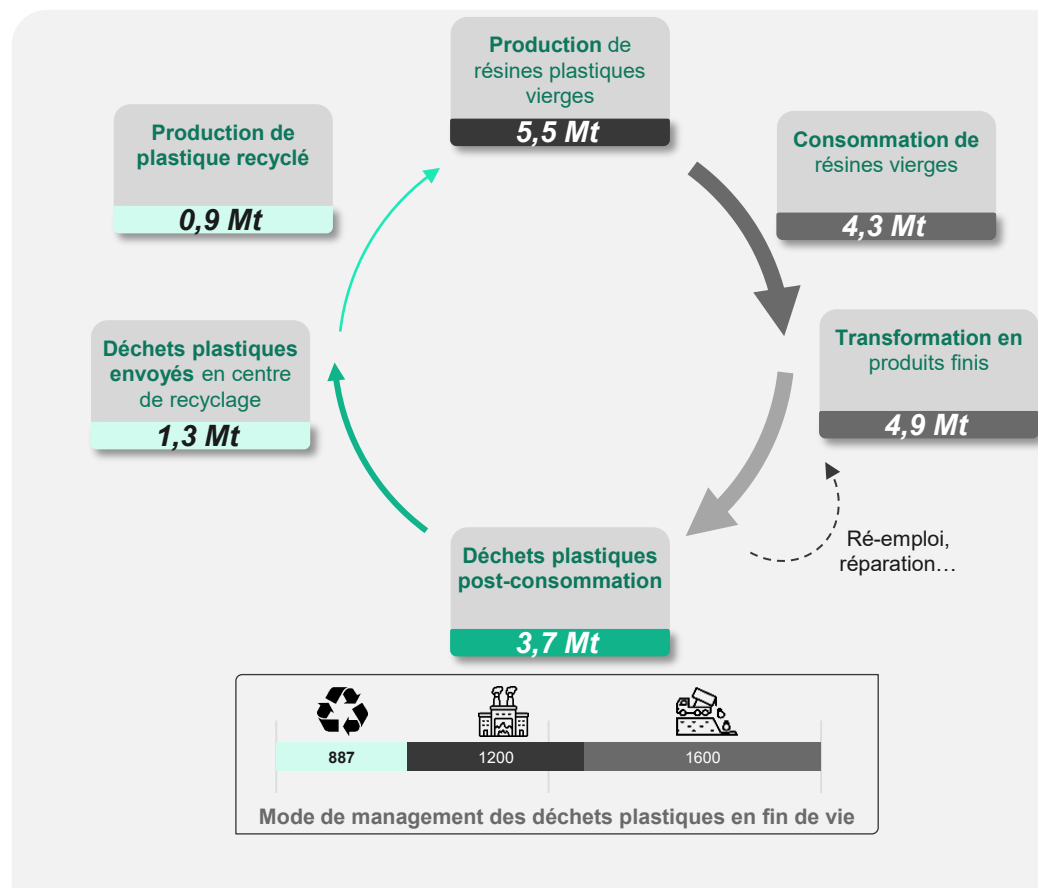 Production de
résines plastiques
vierges
5,5 Mt
Consommation de
résines vierges
4,3 Mt
Transformation en
produits finis
4,9 Mt
Ré-emploi,
réparation…
Déchets plastiques
post-consommation
3,7 Mt
Déchets plastiques
envoyés en centre
de recyclage
1,3 Mt
Production de
plastique recyclé
0,9 Mt
887
1200
1600
Mode de management des déchets plastiques en fin de vie